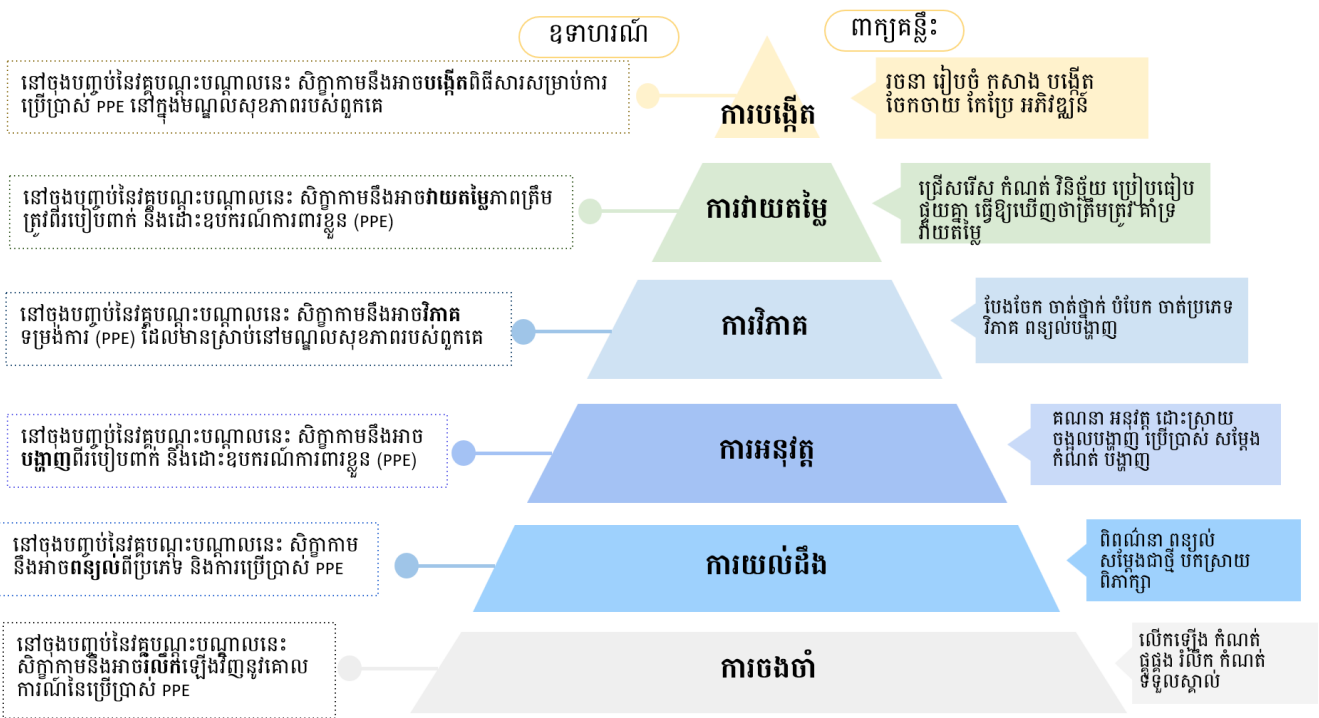 ឧទាហរណ៍
ពាក្យគន្លឹះ
នៅចុងបញ្ចប់នៃវគ្គបណ្តុះបណ្តាលនេះ សិក្ខាកាមនឹងអាចបង្កើតពិធីសារសម្រាប់ការ
ប្រើប្រាស់ PPE នៅក្នុងមណ្ឌលសុខភាពរបស់ពួកគេ
ការបង្កើត
រចនា រៀបចំ កសាង បង្កើត
ចែកចាយ កែប្រែ អភិវឌ្ឍន៍
នៅចុងបញ្ចប់នៃវគ្គបណ្តុះបណ្តាលនេះ សិក្ខាកាមនឹងអាចវាយតម្លៃភាពត្រឹម
ត្រូវពីរបៀបពាក់ និងដោះឧបករណ៍ការពារខ្លួន (PPE)
ការវាយតម្លៃ
ជ្រើសរើស កំណត់ វិនិច្ឆ័យ ប្រៀបធៀប
ផ្ទុយគ្នា ធ្វើឱ្យឃើញថាត្រឹមត្រូវ គាំទ្រ
វាយតម្លៃ
នៅចុងបញ្ចប់នៃវគ្គបណ្តុះបណ្តាលនេះ សិក្ខាកាមនឹងអាចវិភាគ
ទម្រង់ការ (PPE) ដែលមានស្រាប់នៅមណ្ឌលសុខភាពរបស់ពួកគេ
ការវិភាគ
បែងចែក ចាត់ថ្នាក់ បំបែក ចាត់ប្រភេទ
វិភាគ ពន្យល់បង្ហាញ
នៅចុងបញ្ចប់នៃវគ្គបណ្តុះបណ្តាលនេះ សិក្ខាកាមនឹងអាច
បង្ហាញពីរបៀបពាក់ និងដោះឧបករណ៍ការពារខ្លួន (PPE)
ការអនុវត្ត
គណនា អនុវត្ត ដោះស្រាយ
ចង្អុលបង្ហាញ ប្រើប្រាស់ សម្តែង
កំណត់ បង្ហាញ
នៅចុងបញ្ចប់នៃវគ្គបណ្តុះបណ្តាលនេះ សិក្ខាកាម
នឹងអាចពន្យល់ពីប្រភេទ និងការប្រើប្រាស់ PPE
ការយល់ដឹង
ពិពណ៌នា ពន្យល់
សម្តែងជាថ្មី បកស្រាយ
ពិភាក្សា
នៅចុងបញ្ចប់នៃវគ្គបណ្តុះបណ្តាលនេះ
សិក្ខាកាមនឹងអាចរំលឹកឡើងវិញនូវគោល
ការណ៍នៃប្រើប្រាស់ PPE
ការចងចាំ
លើកឡើង កំណត់
ផ្គូផ្គង រំលឹក កំណត់
ទទួលស្គាល់